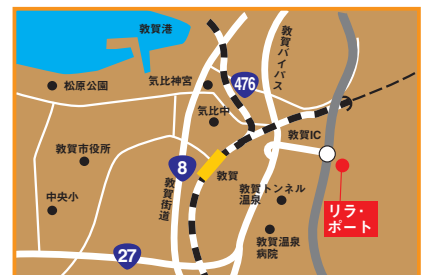 敦賀港
敦賀バイパス
476
松原公園
気比神宮
気比中
敦賀IC
敦賀市役所
8
敦賀
敦賀街道
敦賀トンネル
温泉
中央小
リラ・
ポート
敦賀温泉
病院
27